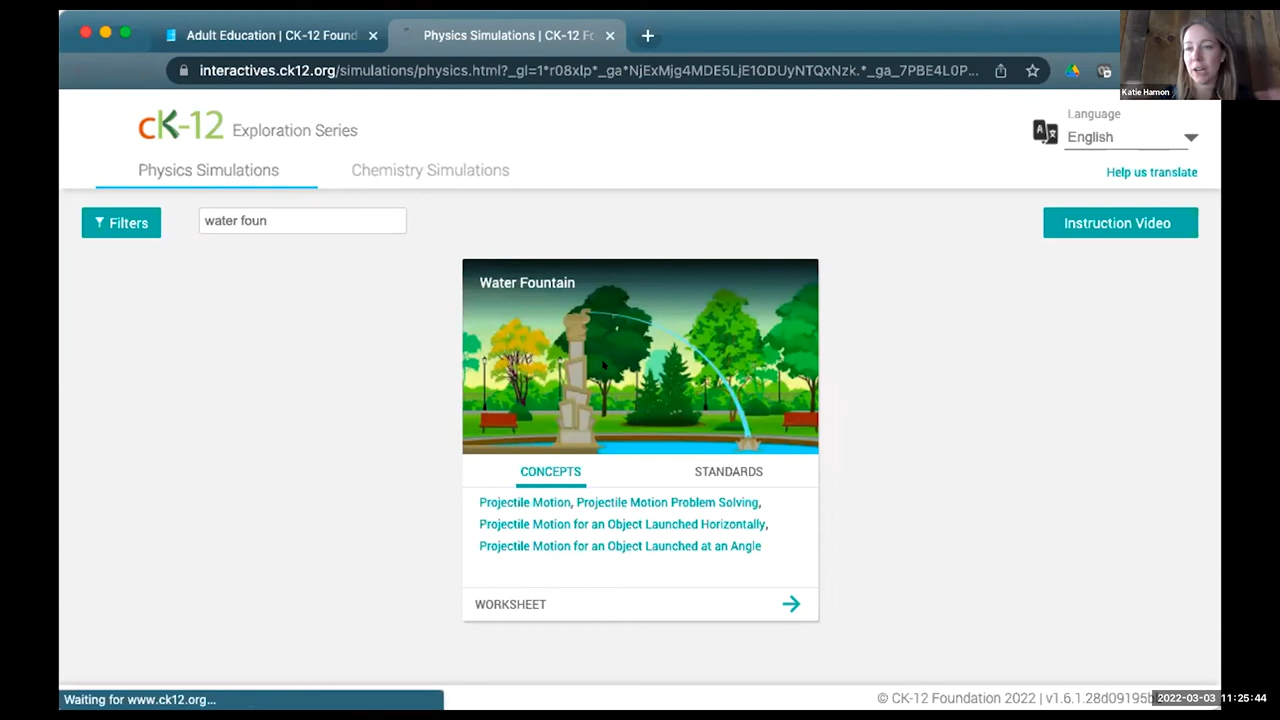 Adult Education | CK-12 Found
Physics Simulations | CK-12 Fo
interactives.ck12.org/simulations/physics.html?_gl=1*r08xlp*_ga*NjExMjg4MDE5LjE1ODUyNTQxNzk.*_ga_7PBE4L0P...
Katie Hamon
cK-12 Exploration Series
Language
English
Physics Simulations
Chemistry Simulations
Help us translate
Filters
water foun
Instruction Video
Water Fountain
CONCEPTS
STANDARDS
Projectile Motion, Projectile Motion Problem Solving,
Projectile Motion for an Object Launched Horizontally,
Projectile Motion for an Object Launched at an Angle
WORKSHEET
Waiting for www.ck12.org...
© CK-12 Foundation 2022 | v1.6.1.28d09195
2022-03-03 11:25:44